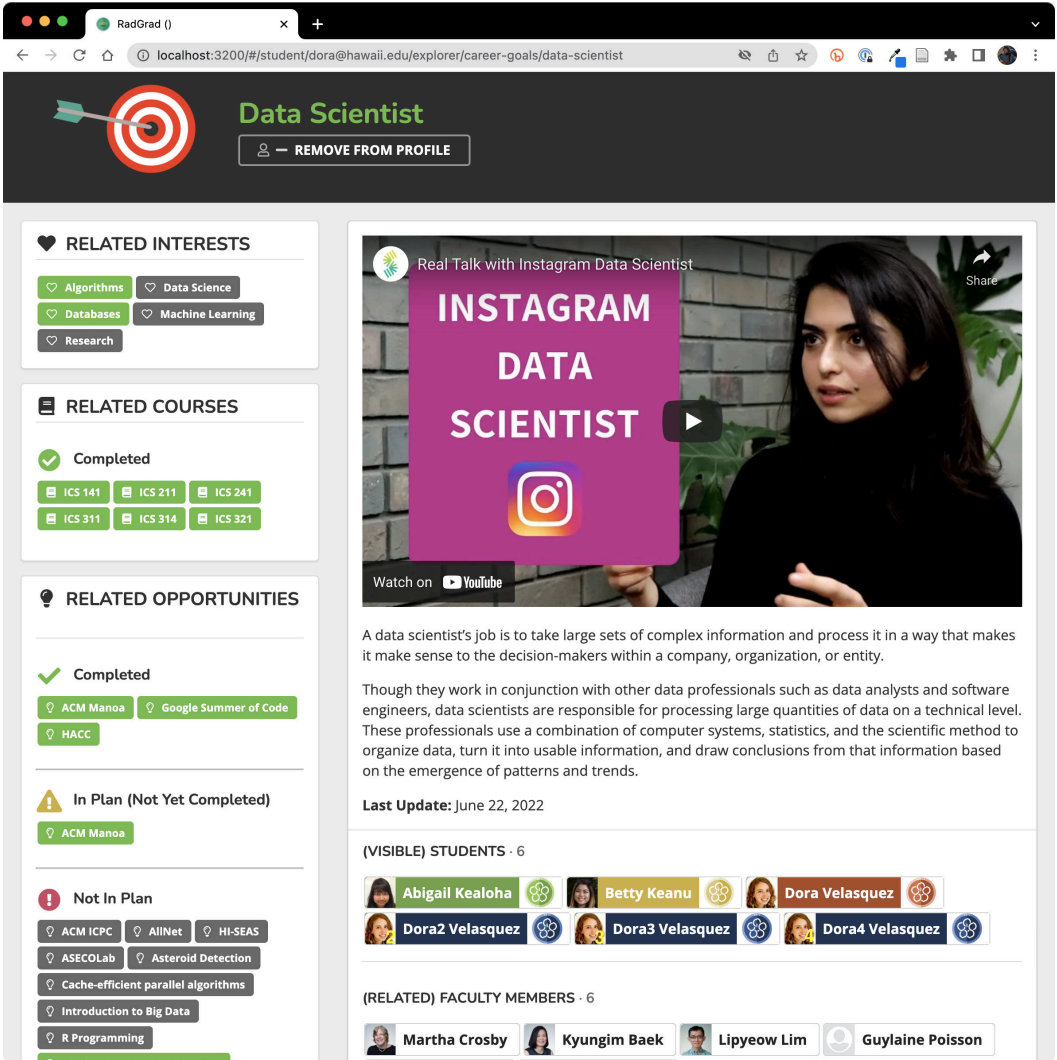 RadGrad ()
localhost:3200/#/student/dora@hawaii.edu/explorer/career-goals/data-scientist
Data Scientist
REMOVE FROM PROFILE
RELATED INTERESTS
Algorithms Data Science
Databases Machine Learning
Research
RELATED COURSES
Completed
ICS 141 ICS 211 ICS 241
ICS 311 ICS 314 ICS 321
RELATED OPPORTUNITIES
Completed
ACM Manoa Google Summer of Code
HACC
In Plan (Not Yet Completed)
ACM Manoa
Not In Plan
ACM ICPC AllNet HI-SEAS
ASECOLab Asteroid Detection
Cache-efficient parallel algorithms
Introduction to Big Data
R Programming
Real Talk with Instagram Data Scientist
Share
INSTAGRAM
DATA
SCIENTIST
Watch on YouTube
A data scientist's job is to take large sets of complex information and process it in a way that makes
it make sense to the decision-makers within a company, organization, or entity.
Though they work in conjunction with other data professionals such as data analysts and software
engineers, data scientists are responsible for processing large quantities of data on a technical level.
These professionals use a combination of computer systems, statistics, and the scientific method to
organize data, turn it into usable information, and draw conclusions from that information based
on the emergence of patterns and trends.
Last Update: June 22, 2022
(VISIBLE) STUDENTS · 6
Abigail Kealoha Betty Keanu Dora Velasquez
2 Dora2 Velasquez 3 Dora3 Velasquez 4 Dora4 Velasquez
(RELATED) FACULTY MEMBERS · 6
Martha Crosby Kyungim Baek Lipyeow Lim Guylaine Poisson